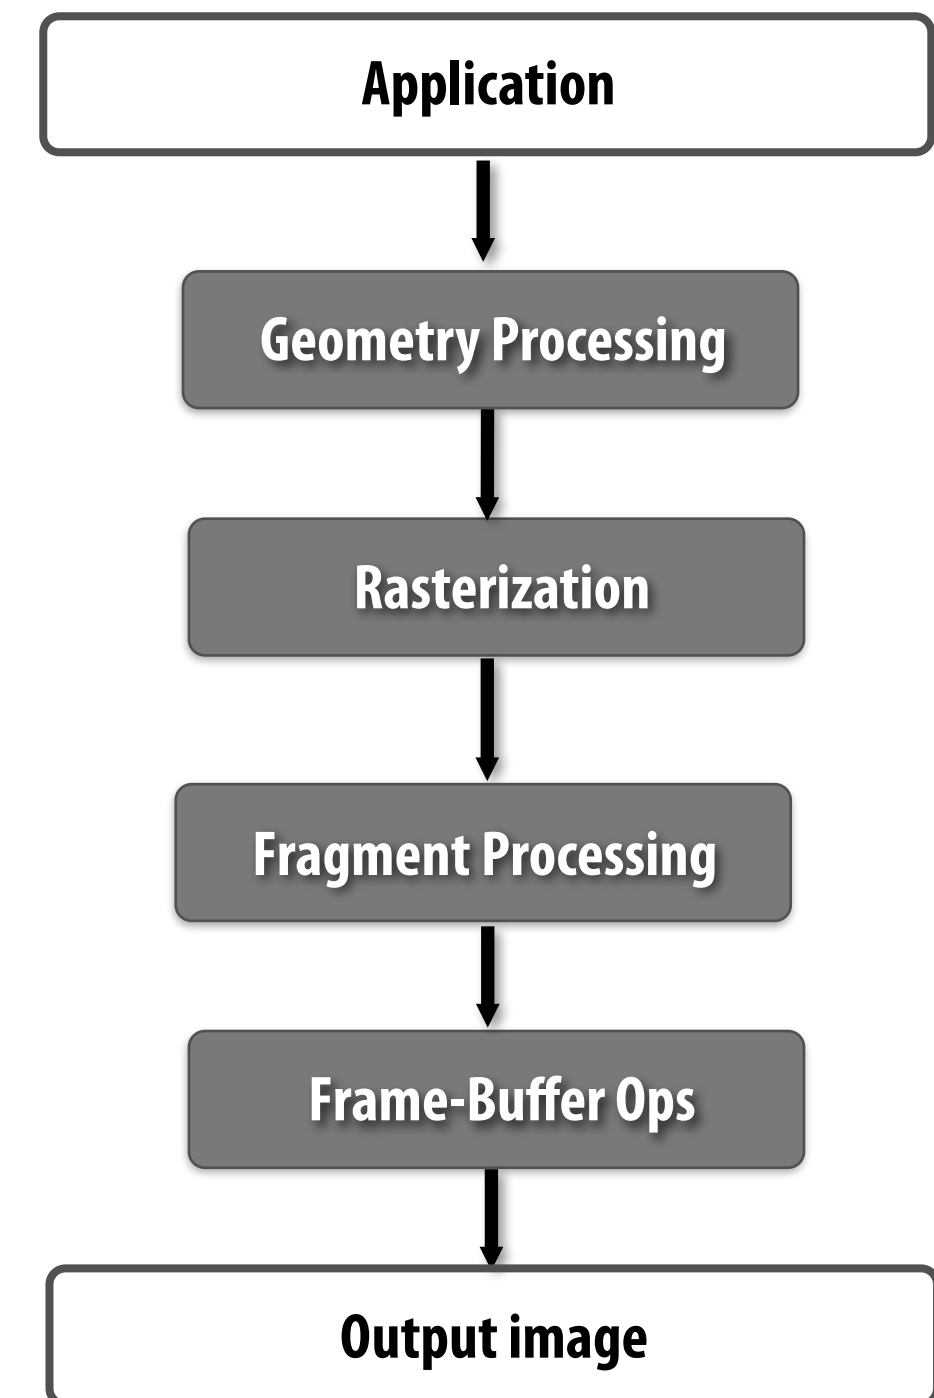 Application
Geometry Processing
Rasterization
Fragment Processing
Frame-Buffer Ops
Output image